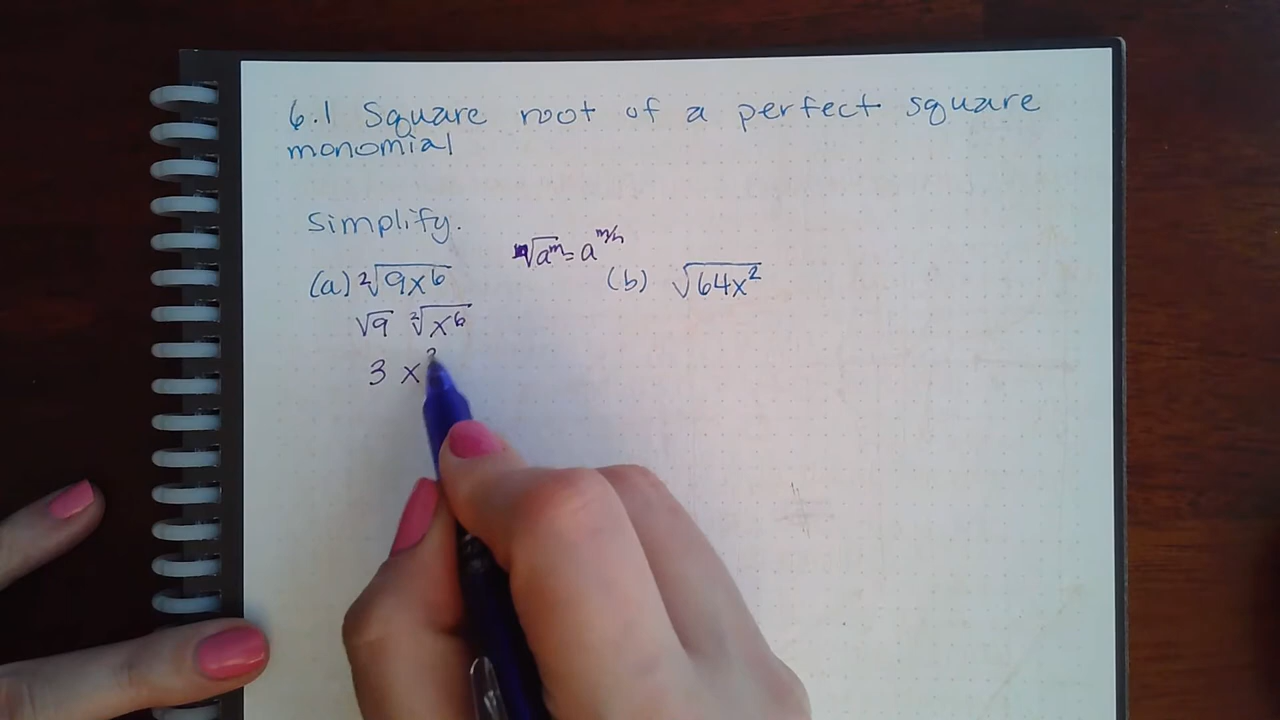 6.1 Square root of a perfect square
monomial
Simplify.
ⁿ√aᵐ = a^m/n
(a) ²√9x⁶
(b) √64x²
√9 ²√x⁶
3 x